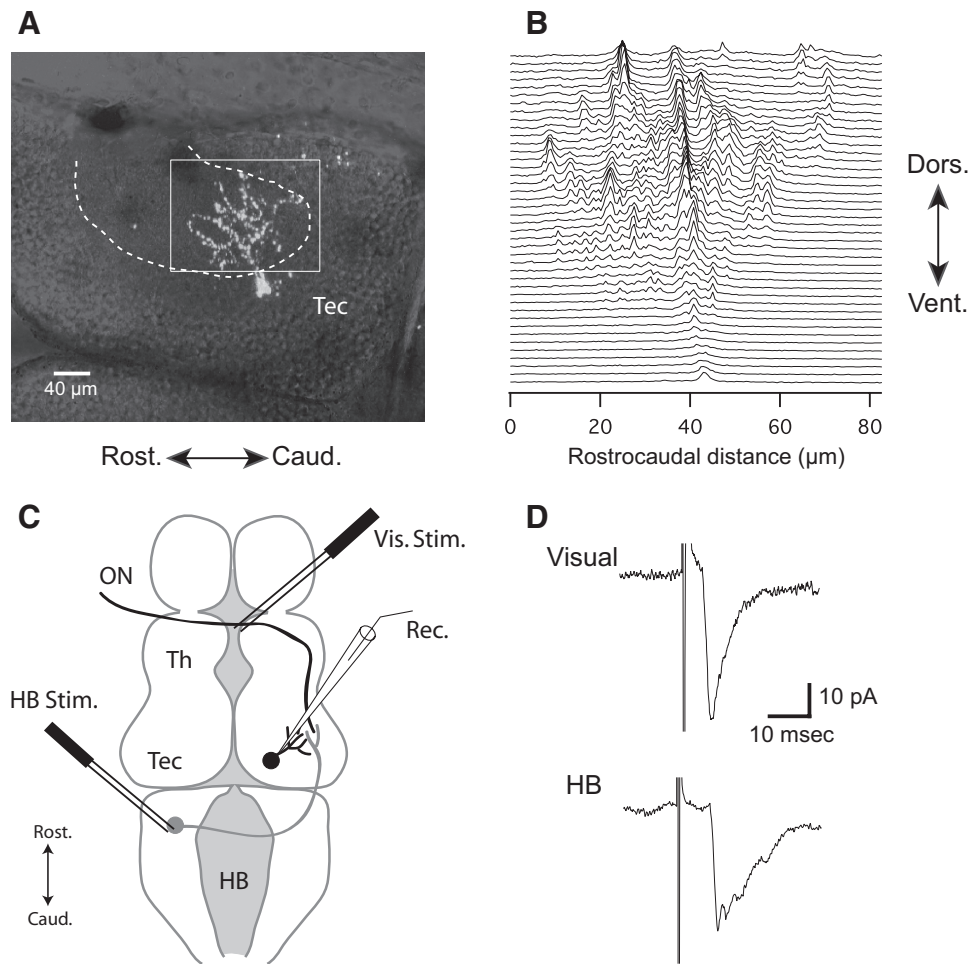 A
Tec
40 µm
Rost. Caud.
B
Dors.
Vent.
0 20 40 60 80
Rostrocaudal distance (µm)
C
Vis. Stim.
ON
Rec.
Th
HB Stim.
Tec
Rost.
HB
Caud.
D
Visual
10 pA
10 msec
HB